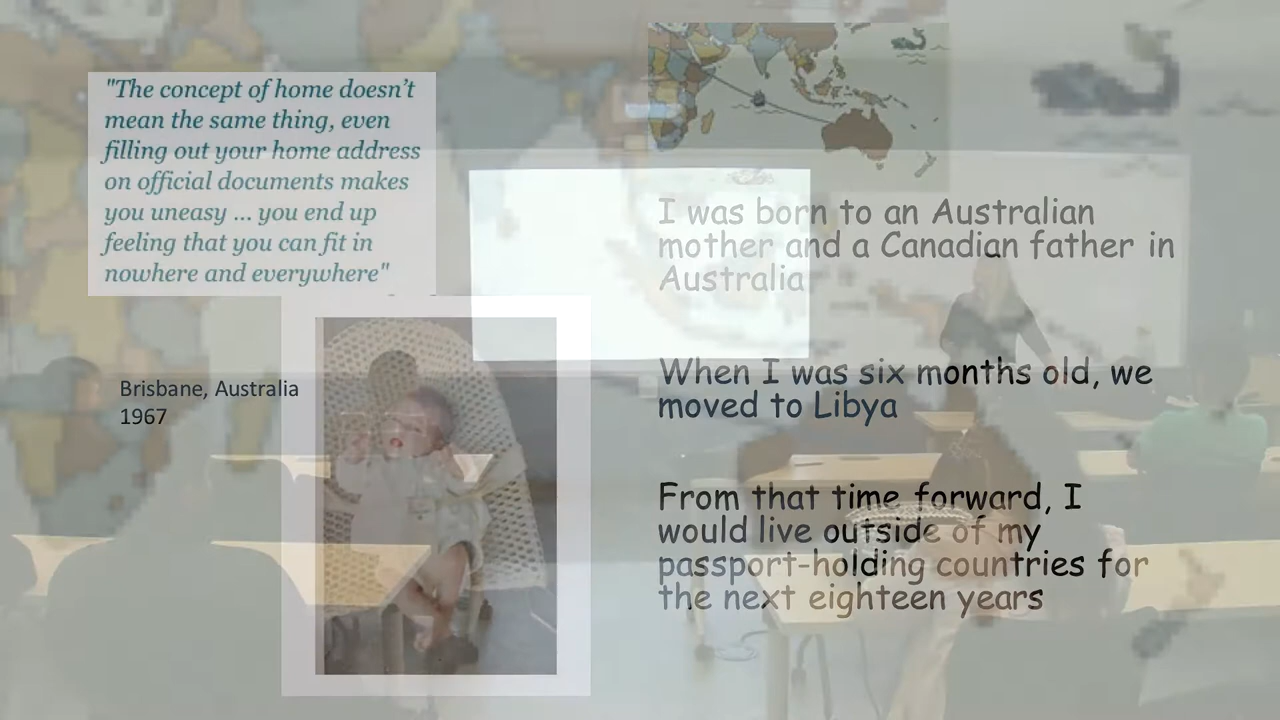 "The concept of home doesn’t
mean the same thing, even
filling out your home address
on official documents makes
you uneasy ... you end up
feeling that you can fit in
nowhere and everywhere"
Brisbane, Australia
1967
I was born to an Australian
mother and a Canadian father in
Australia
When I was six months old, we
moved to Libya
From that time forward, I
would live outside of my
passport-holding countries for
the next eighteen years